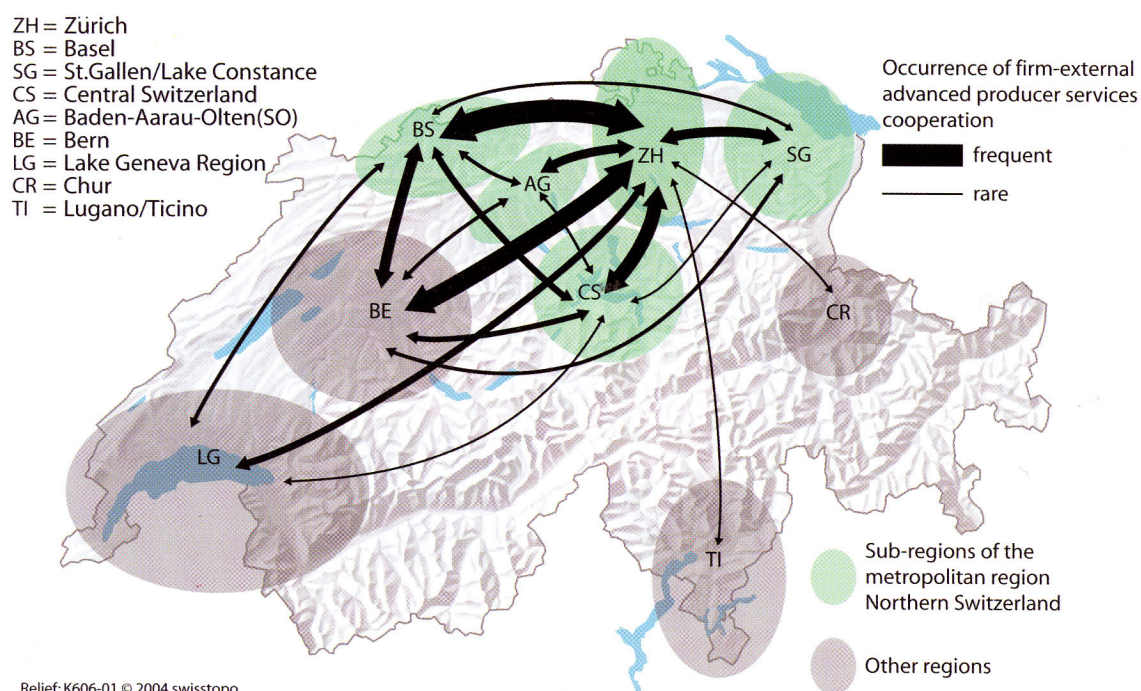 ZH = Zürich
BS = Basel
SG = St.Gallen/Lake Constance
CS = Central Switzerland
AG = Baden-Aarau-Olten(SO)
BE = Bern
LG = Lake Geneva Region
CR = Chur
TI = Lugano/Ticino
Occurrence of firm-external
advanced producer services
cooperation
frequent
rare
BS
ZH
SG
AG
CS
BE
CR
LG
TI
Sub-regions of the
metropolitan region
Northern Switzerland
Other regions
Relief: K606-01 © 2004 swisstopo